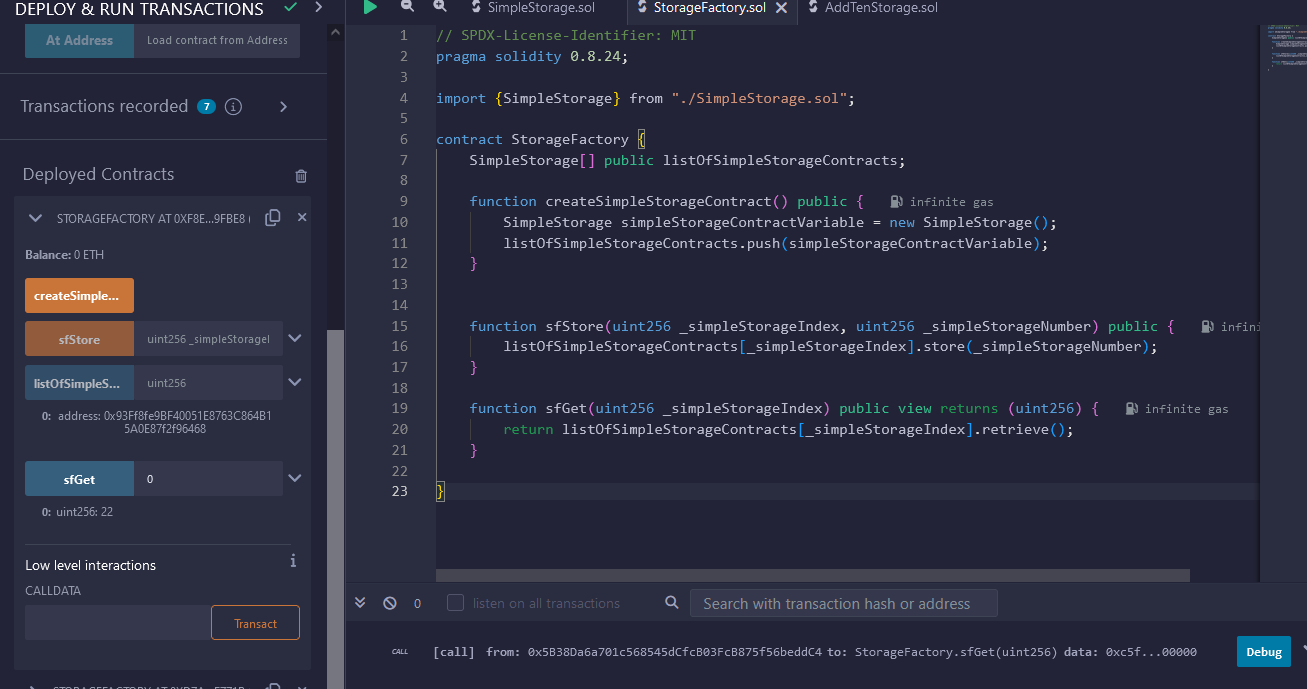 DEPLOY & RUN TRANSACTIONS
At Address
Load contract from Address
Transactions recorded 7
Deployed Contracts
STORAGEFACTORY AT 0XF8E...9FBE8 (
Balance: 0 ETH
createSimple...
sfStore
uint256 _simpleStorageI
listOfSimpleS...
uint256
0: address: 0x93Ff8fe9BF40051E8763C864B1
5A0E87f2f96468
sfGet
0
0: uint256: 22
Low level interactions
CALLDATA
Transact
SimpleStorage.sol
StorageFactory.sol
AddTenStorage.sol
1 // SPDX-License-Identifier: MIT
2 pragma solidity 0.8.24;
3
4 import {SimpleStorage} from "./SimpleStorage.sol";
5
6 contract StorageFactory {
7 SimpleStorage[] public listOfSimpleStorageContracts;
8
9 function createSimpleStorageContract() public { infinite gas
10 SimpleStorage simpleStorageContractVariable = new SimpleStorage();
11 listOfSimpleStorageContracts.push(simpleStorageContractVariable);
12 }
13
14
15 function sfStore(uint256 _simpleStorageIndex, uint256 _simpleStorageNumber) public { infini
16 listOfSimpleStorageContracts[_simpleStorageIndex].store(_simpleStorageNumber);
17 }
18
19 function sfGet(uint256 _simpleStorageIndex) public view returns (uint256) { infinite gas
20 return listOfSimpleStorageContracts[_simpleStorageIndex].retrieve();
21 }
22
23 }
0
listen on all transactions
Search with transaction hash or address
CALL [call] from: 0x5B38Da6a701c568545dCfcB03FcB875f56beddC4 to: StorageFactory.sfGet(uint256) data: 0xc5f...00000
Debug